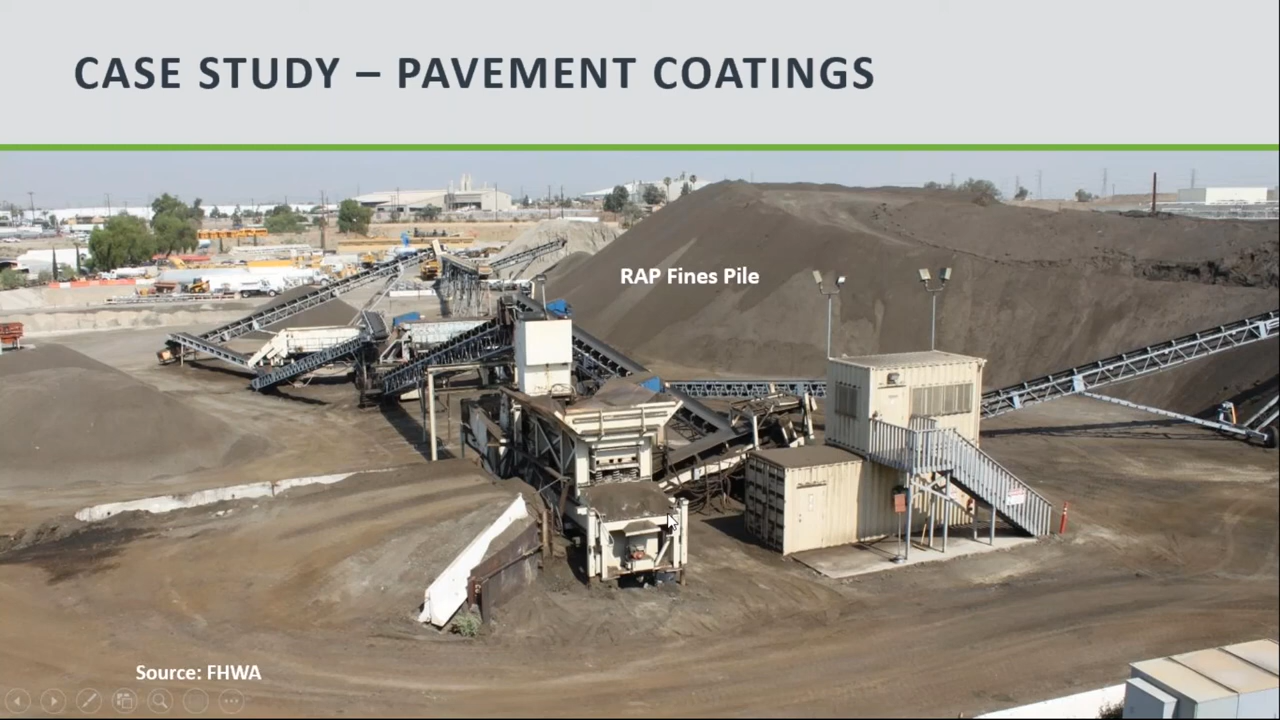 CASE STUDY – PAVEMENT COATINGS
RAP Fines Pile
Source: FHWA